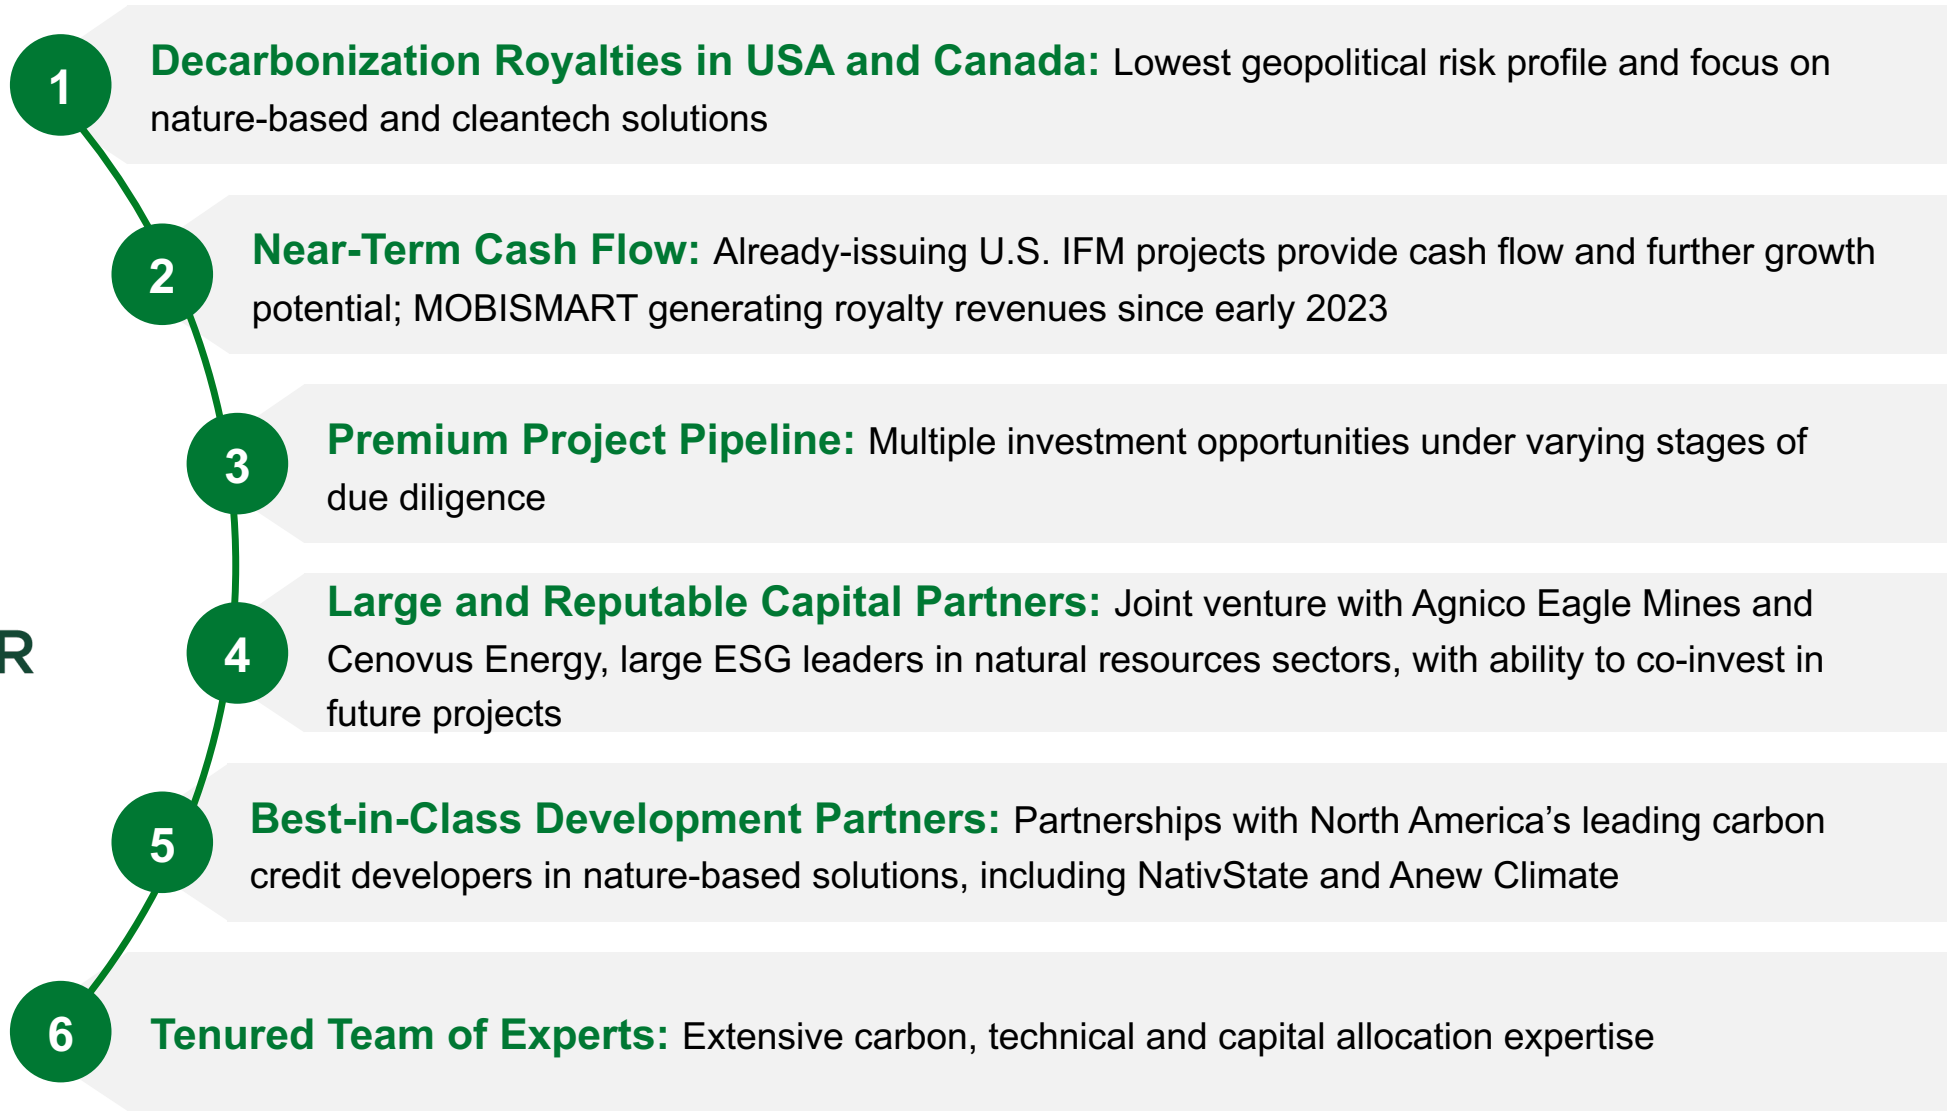 1
Decarbonization Royalties in USA and Canada: Lowest geopolitical risk profile and focus on
nature-based and cleantech solutions
2
Near-Term Cash Flow: Already-issuing U.S. IFM projects provide cash flow and further growth
potential; MOBISMART generating royalty revenues since early 2023
3
Premium Project Pipeline: Multiple investment opportunities under varying stages of
due diligence
R
4
Large and Reputable Capital Partners: Joint venture with Agnico Eagle Mines and
Cenovus Energy, large ESG leaders in natural resources sectors, with ability to co-invest in
future projects
5
Best-in-Class Development Partners: Partnerships with North America’s leading carbon
credit developers in nature-based solutions, including NativState and Anew Climate
6
Tenured Team of Experts: Extensive carbon, technical and capital allocation expertise